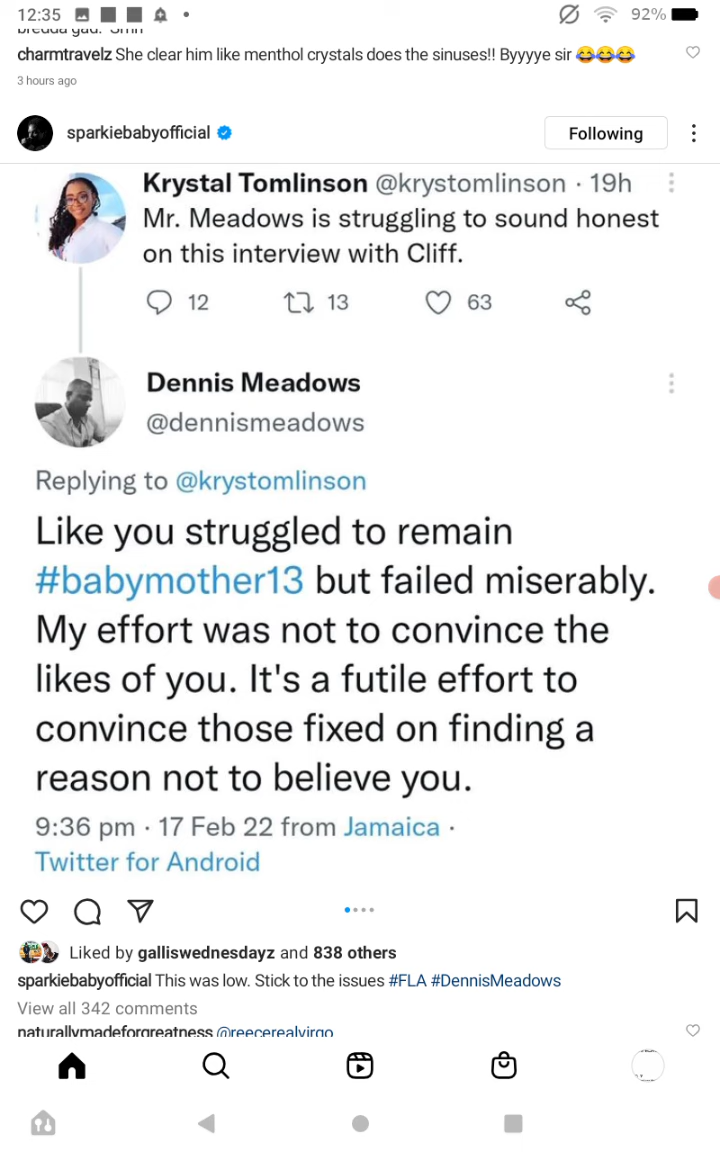 12:35
92%
bredda gad. Smh
charmtravelz She clear him like menthol crystals does the sinuses!! Byyyye sir 😂😂😂
3 hours ago
sparkiebabyofficial
Following
Krystal Tomlinson @krystomlinson · 19h
Mr. Meadows is struggling to sound honest
on this interview with Cliff.
12 13 63
Dennis Meadows
@dennismeadows
Replying to @krystomlinson
Like you struggled to remain
#babymother13 but failed miserably.
My effort was not to convince the
likes of you. It's a futile effort to
convince those fixed on finding a
reason not to believe you.
9:36 pm · 17 Feb 22 from Jamaica ·
Twitter for Android
Liked by galliswednesdayz and 838 others
sparkiebabyofficial This was low. Stick to the issues #FLA #DennisMeadows
View all 342 comments
naturallymadeforgreatness @reecerealvirgo